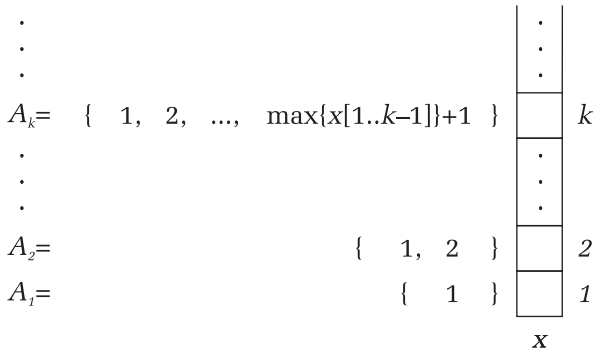 A_k= { 1, 2, ..., max{x[1..k–1]}+1 } k
A_2= { 1, 2 } 2
A_1= { 1 } 1
x